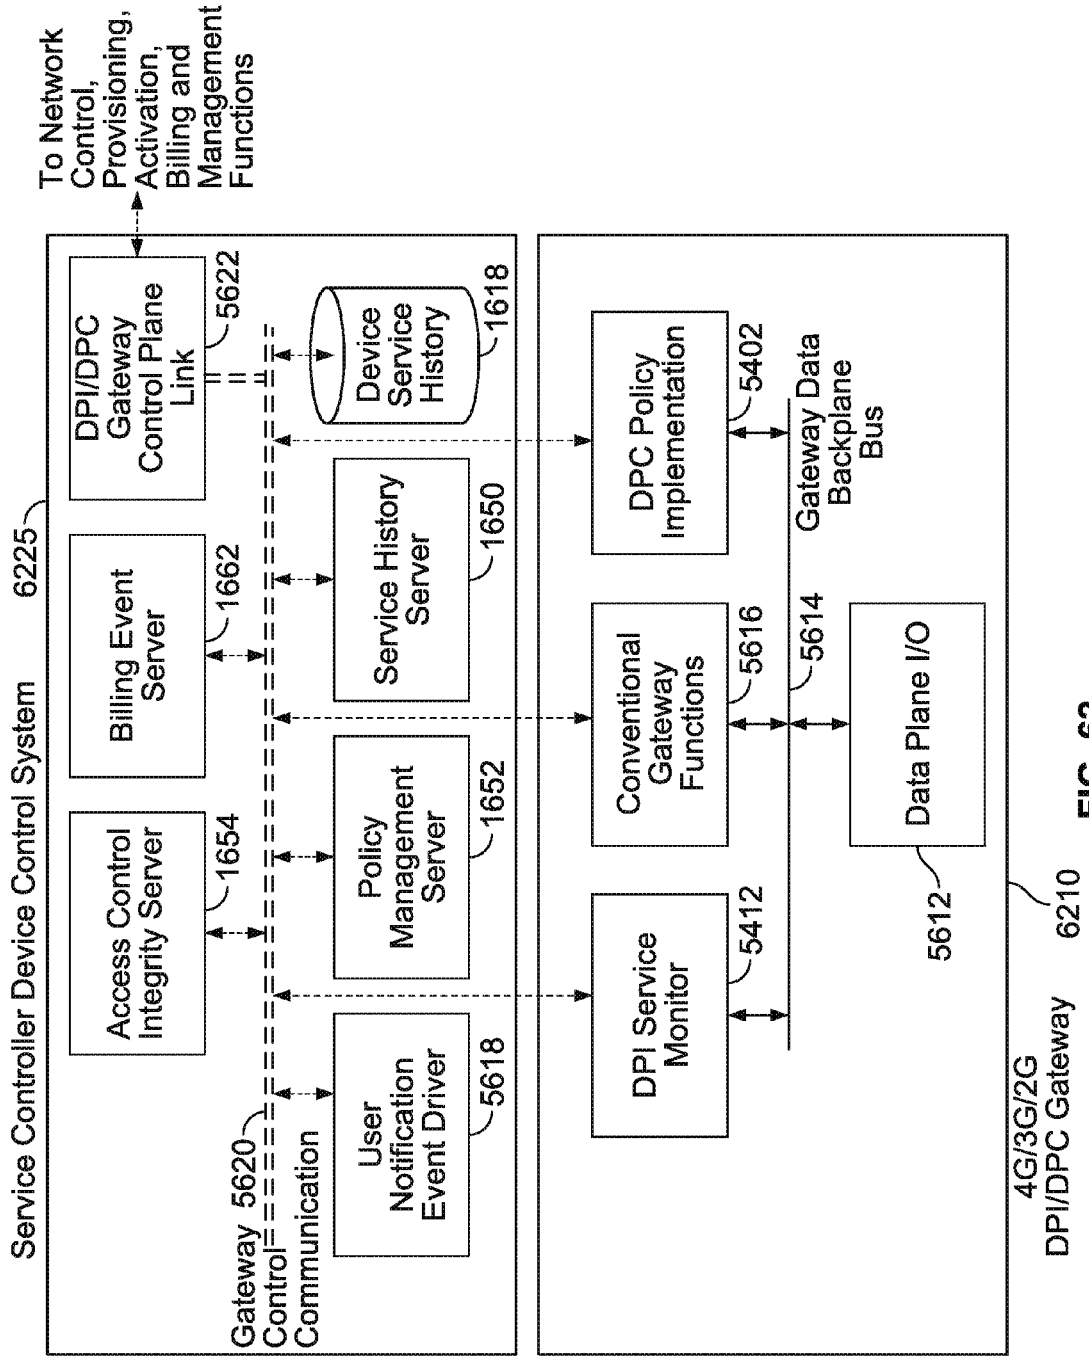 Service Controller Device Control System
6225
To Network
Control,
Provisioning,
Activation,
Billing and
Management
Functions
Access Control
Integrity Server
1654
Billing Event
Server
1662
DPI/DPC
Gateway
Control Plane
Link
5622
Gateway 5620
Control
Communication
User
Notification
Event Driver
5618
Policy
Management
Server
1652
Service History
Server
1650
Device
Service
History
1618
DPI Service
Monitor
5412
Conventional
Gateway
Functions
5616
DPC Policy
Implementation
5402
5614
Gateway Data
Backplane
Bus
Data Plane I/O
5612
4G/3G/2G
DPI/DPC Gateway
6210
FIG.